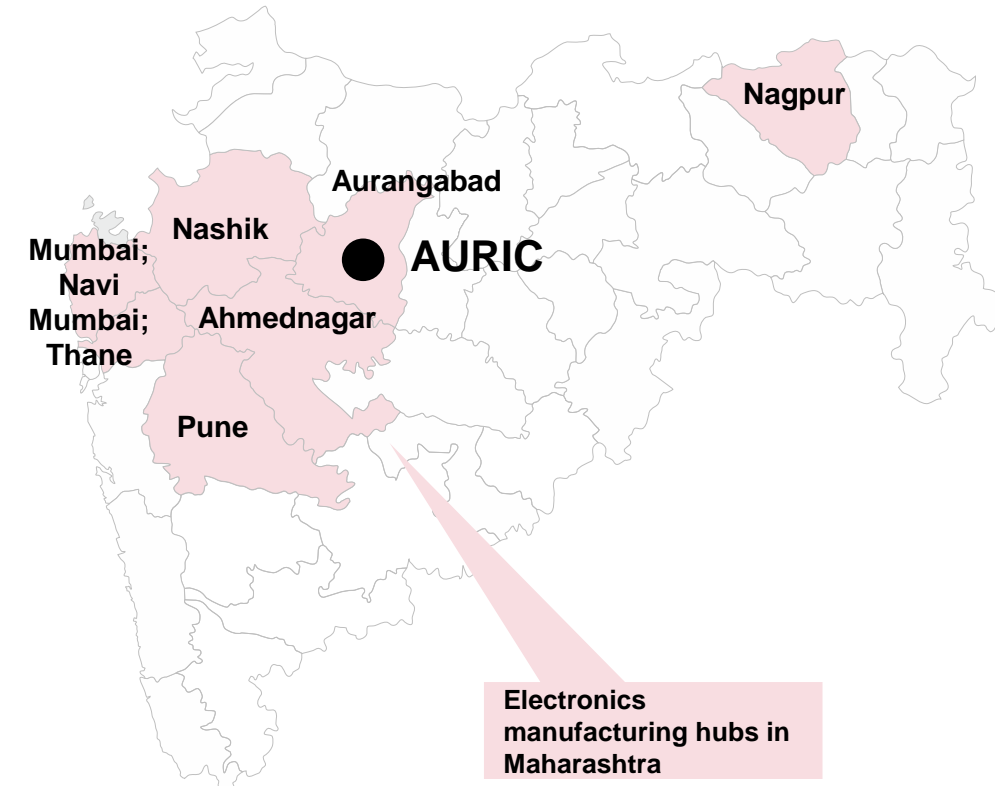 Nagpur
Aurangabad
Nashik
AURIC
Mumbai;
Navi
Mumbai;
Thane
Ahmednagar
Pune
Electronics
manufacturing hubs in
Maharashtra